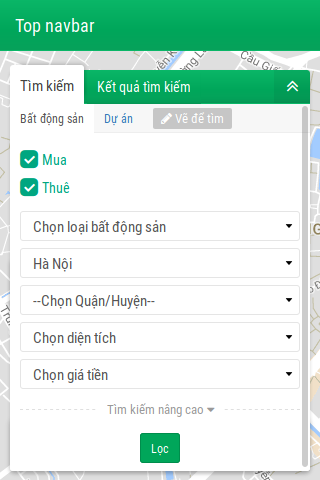 Top navbar
Cầu Giấy
Tìm kiếm
Kết quả tìm kiếm
Bất động sản
Dự án
Vẽ để tìm
Mua
Thuê
Chọn loại bất động sản
Hà Nội
--Chọn Quận/Huyện--
Chọn diện tích
Chọn giá tiền
Tìm kiếm nâng cao
Lọc